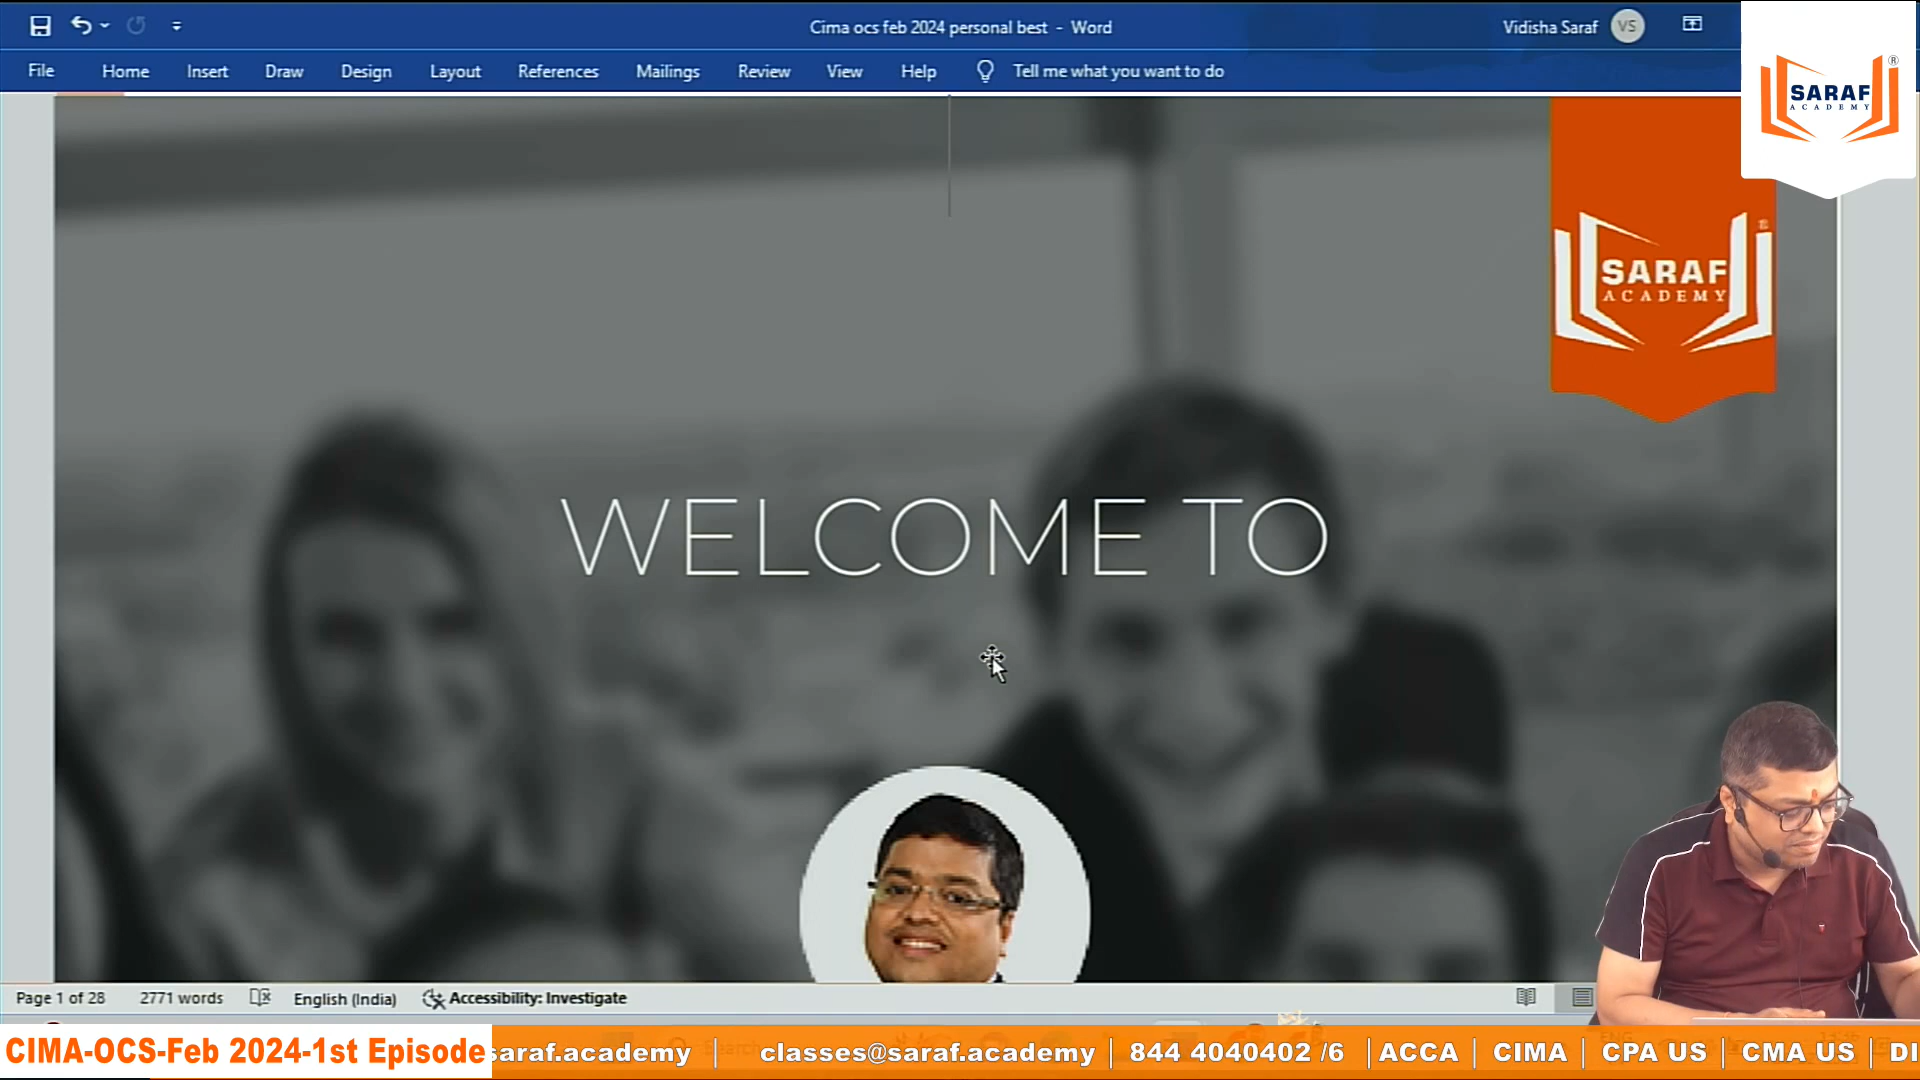 Cima ocs feb 2024 personal best - Word
Vidisha Saraf
VS
File Home Insert Draw Design Layout References Mailings Review View Help Tell me what you want to do
SARAF
ACADEMY
®
SARAF
ACADEMY
®
WELCOME TO
Page 1 of 28 2771 words English (India) Accessibility: Investigate
CIMA-OCS-Feb 2024-1st Episode
saraf.academy | classes@saraf.academy | 844 4040402 /6 | ACCA | CIMA | CPA US | CMA US | DI